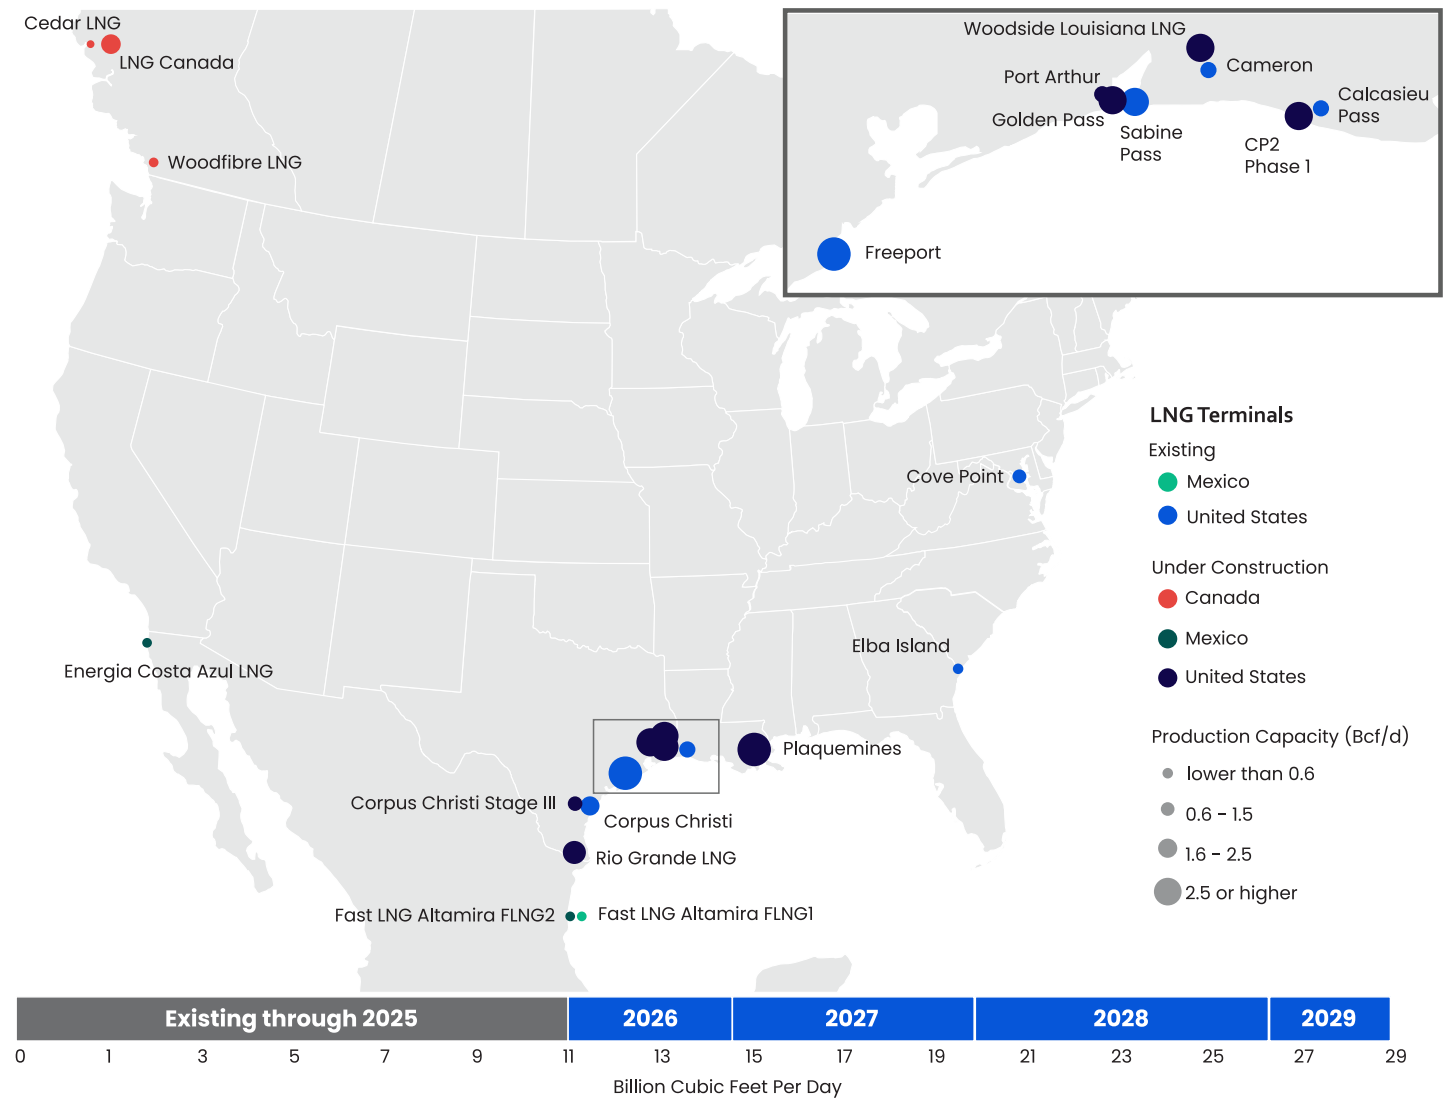 Cedar LNG
LNG Canada
Woodfibre LNG
Woodside Louisiana LNG
Cameron
Port Arthur
Golden Pass
Sabine
Pass
Calcasieu
Pass
CP2
Phase 1
Freeport
LNG Terminals
Existing
Mexico
United States
Under Construction
Canada
Mexico
United States
Production Capacity (Bcf/d)
lower than 0.6
0.6 – 1.5
1.6 – 2.5
2.5 or higher
Cove Point
Elba Island
Energia Costa Azul LNG
Plaquemines
Corpus Christi Stage III
Corpus Christi
Rio Grande LNG
Fast LNG Altamira FLNG2
Fast LNG Altamira FLNG1
Existing through 2025 2026 2027 2028 2029
0 1 3 5 7 9 11 13 15 17 19 21 23 25 27 29
Billion Cubic Feet Per Day